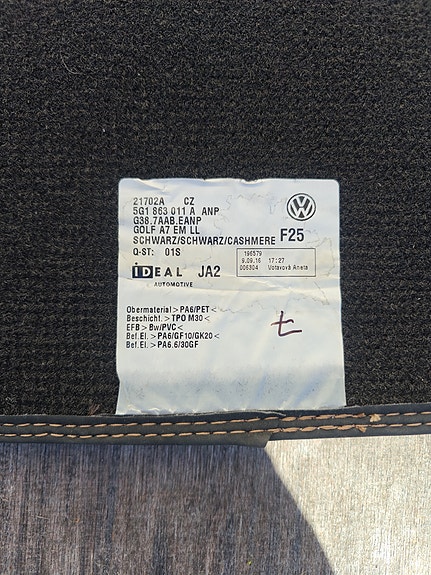 21702A CZ
5G1 863 011 A ANP
G38.7AAB.EANP
GOLF A7 EM LL
SCHWARZ/SCHWARZ/CASHMERE F25
Q-ST: 01S
196579
9.09.16 17:27
006304 Votavová Aneta
iDEAL JA2
AUTOMOTIVE
Obermaterial > PA6/PET <
Beschicht. > TPO M30 <
EFB > Bw/PVC <
Bef.El. > PA6/GF10/GK20 <
Bef.El. > PA6.6/30GF